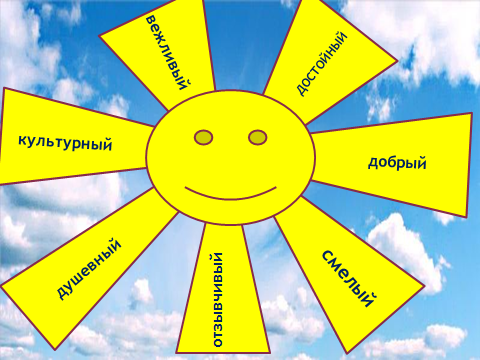 вежливый
достойный
культурный
добрый
душевный
отзывчивый
смелый